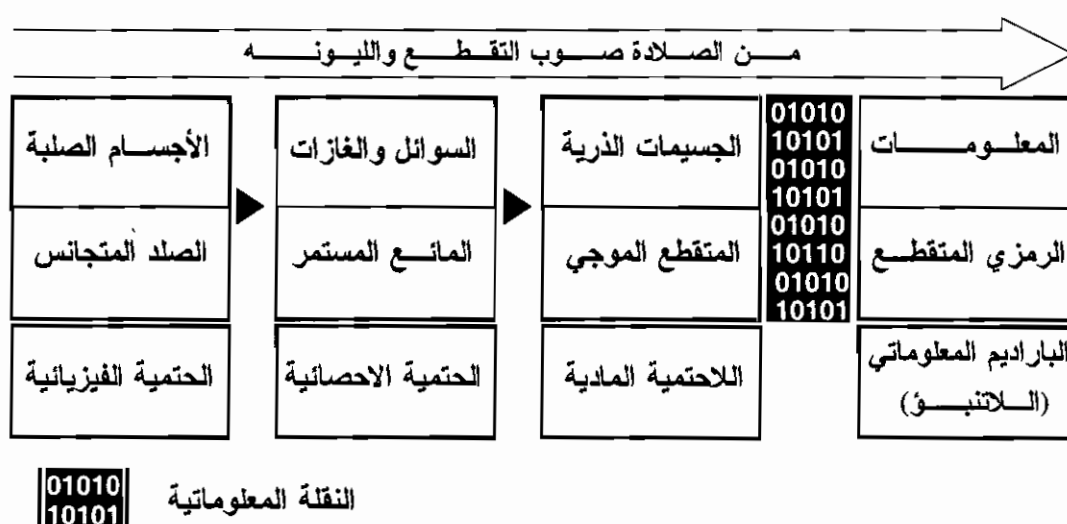 من الصلادة صوب التقطع والليونه
الأجسام الصلبة
الصلد المتجانس
الحتمية الفيزيائية
السوائل والغازات
المائع المستمر
الحتمية الاحصائية
الجسيمات الذرية
المتقطع الموجي
اللاحتمية المادية
01010
10101
01010
10101
01010
10110
01010
10101
المعلومات
الرمزي المتقطع
الباراديم المعلوماتي
(اللاتنبؤ)
01010
10101
النقلة المعلوماتية